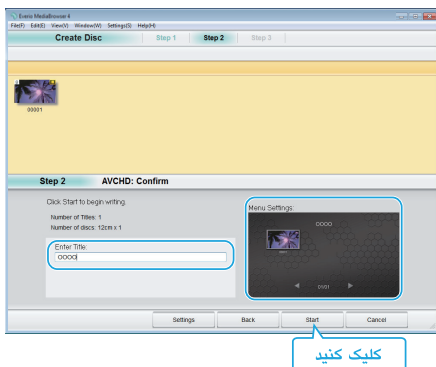 Everio MediaBrowser 4
File(F) Edit(E) View(V) Window(W) Settings(S) Help(H)
Create Disc Step 1 Step 2 Step 3
00001
Step 2 AVCHD: Confirm
Click Start to begin writing.
Number of Titles: 1
Number of discs: 12cm x 1
Enter Title:
OOOO
Menu Settings:
OOOO
01/01
Settings Back Start Cancel
کلیک کنید